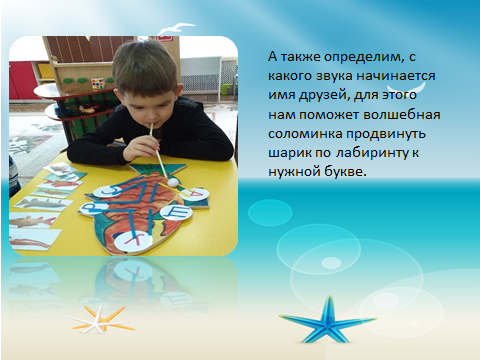 А также определим, с
какого звука начинается
имя друзей, для этого
нам поможет волшебная
соломинка продвинуть
шарик по лабиринту к
нужной букве.